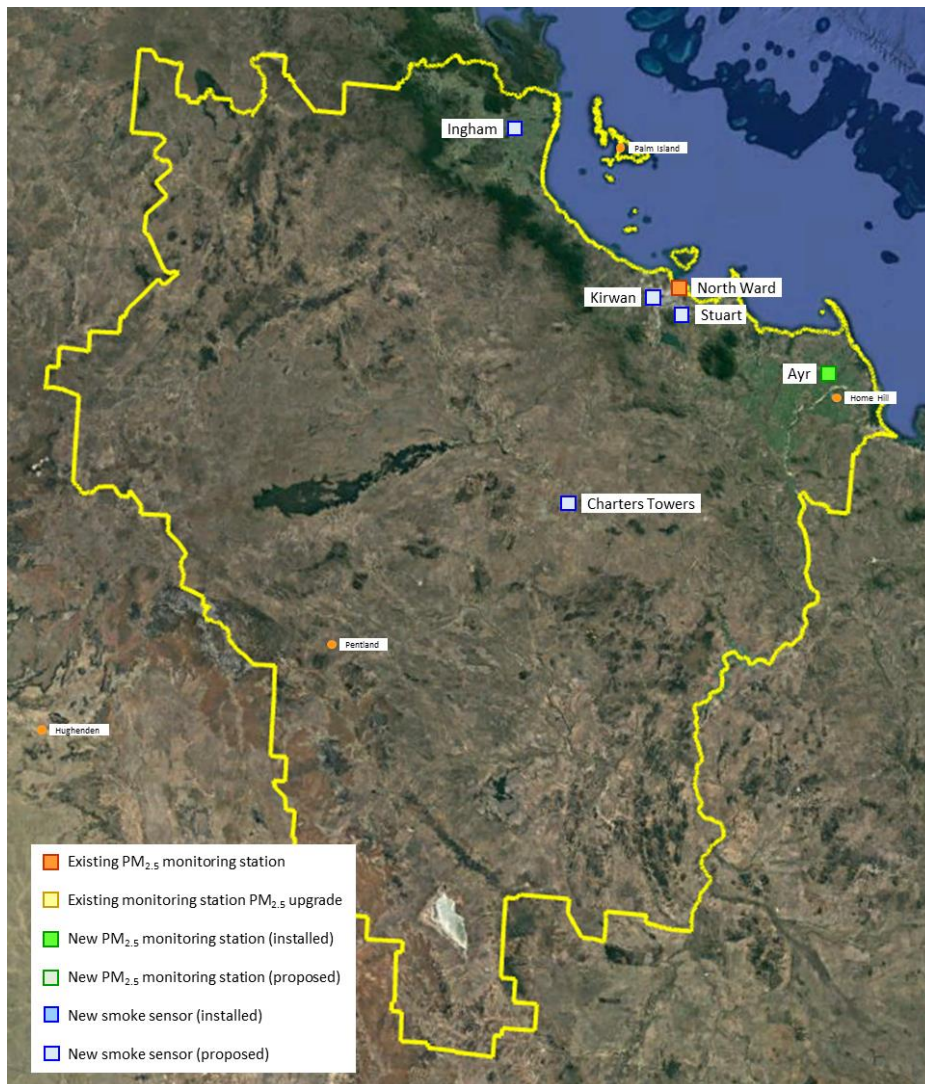 Ingham
Palm Island
North Ward
Kirwan
Stuart
Ayr
Home Hill
Charters Towers
Pentland
Hughenden
Existing PM2.5 monitoring station
Existing monitoring station PM2.5 upgrade
New PM2.5 monitoring station (installed)
New PM2.5 monitoring station (proposed)
New smoke sensor (installed)
New smoke sensor (proposed)